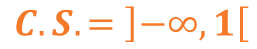 C.S.= ]−∞, 1[